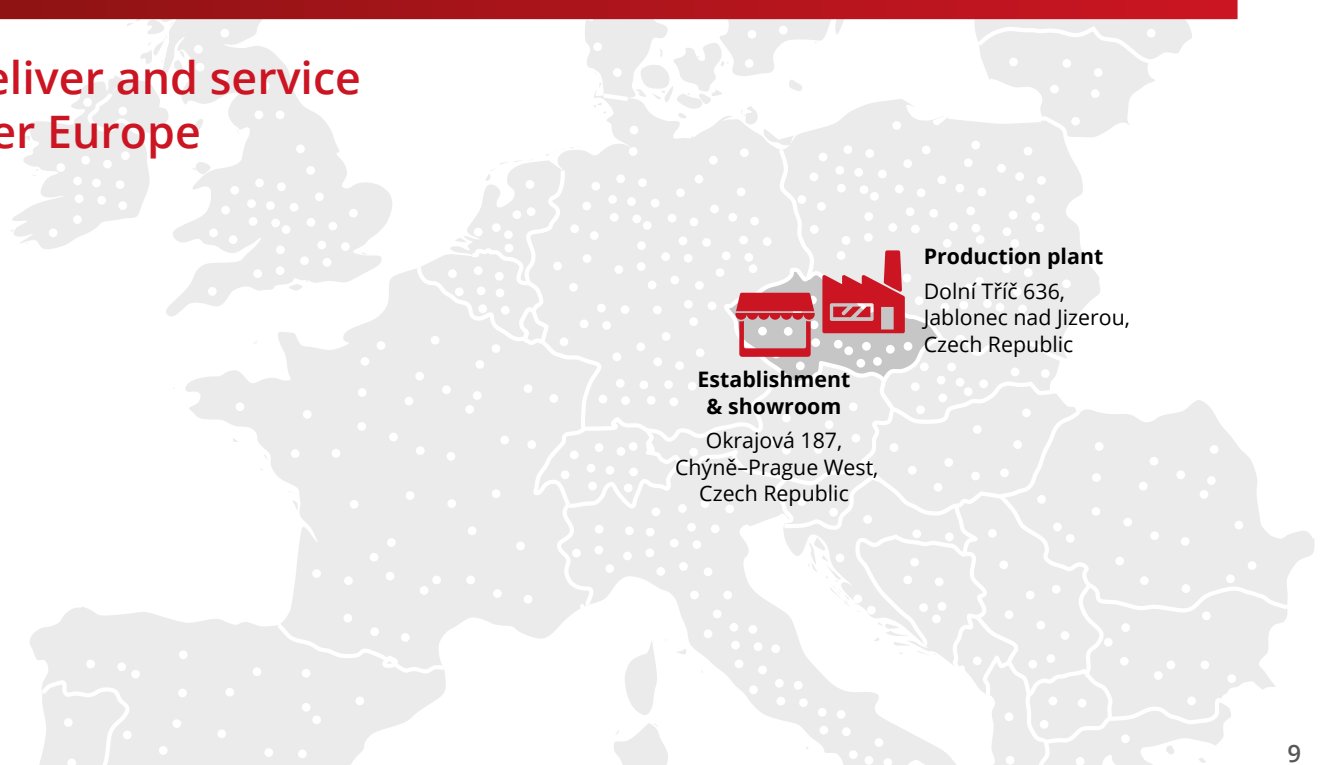 eliver and service
er Europe
Production plant
Dolní Tříč 636,
Jablonec nad Jizerou,
Czech Republic
Establishment
& showroom
Okrajová 187,
Chýně–Prague West,
Czech Republic
9